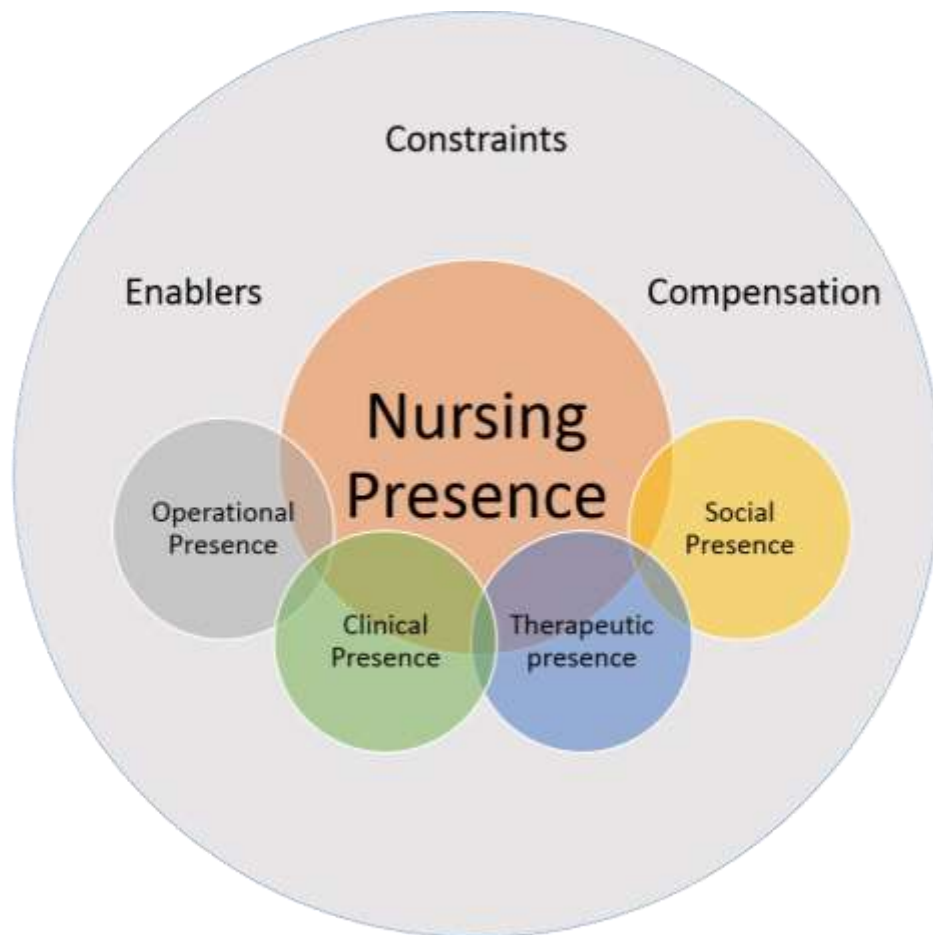 Constraints
Enablers
Compensation
Nursing
Presence
Operational
Presence
Social
Presence
Clinical
Presence
Therapeutic
presence